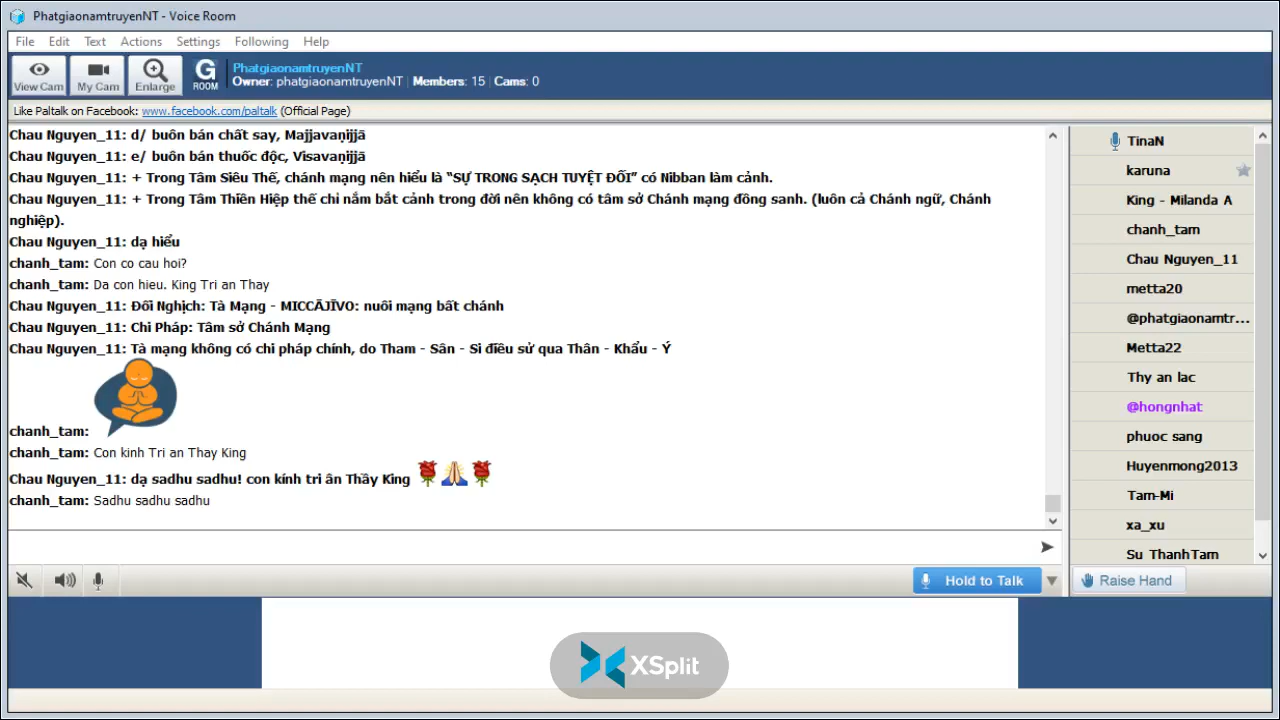 PhatgiaonamtruyenNT - Voice Room
File Edit Text Actions Settings Following Help
View Cam My Cam Enlarge G ROOM
PhatgiaonamtruyenNT
Owner: phatgiaonamtruyenNT Members: 15 Cams: 0
Like Paltalk on Facebook: www.facebook.com/paltalk (Official Page)
Chau Nguyen_11: d/ buôn bán chất say, Majjavaṇijjā
Chau Nguyen_11: e/ buôn bán thuốc độc, Visavaṇijjā
Chau Nguyen_11: + Trong Tâm Siêu Thế, chánh mạng nên hiểu là “SỰ TRONG SẠCH TUYỆT ĐỐI” có Nibban làm cảnh.
Chau Nguyen_11: + Trong Tâm Thiền Hiệp thế chỉ nắm bắt cảnh trong đời nên không có tâm sở Chánh mạng đồng sanh. (luôn cả Chánh ngữ, Chánh
nghiệp).
Chau Nguyen_11: dạ hiểu
chanh_tam: Con co cau hoi?
chanh_tam: Da con hieu. King Tri an Thay
Chau Nguyen_11: Đối Nghịch: Tà Mạng - MICCĀJĪVO: nuôi mạng bất chánh
Chau Nguyen_11: Chi Pháp: Tâm sở Chánh Mạng
Chau Nguyen_11: Tà mạng không có chi pháp chính, do Tham - Sân - Si điều sử qua Thân - Khẩu - Ý
chanh_tam:
chanh_tam: Con kinh Tri an Thay King
Chau Nguyen_11: dạ sadhu sadhu! con kính tri ân Thầy King
chanh_tam: Sadhu sadhu sadhu
Hold to Talk
TinaN
karuna
King - Milanda A
chanh_tam
Chau Nguyen_11
metta20
@phatgiaonamtr...
Metta22
Thy an lac
@hongnhat
phuoc sang
Huyenmong2013
Tam-Mi
xa_xu
Su ThanhTam
Raise Hand
XSplit